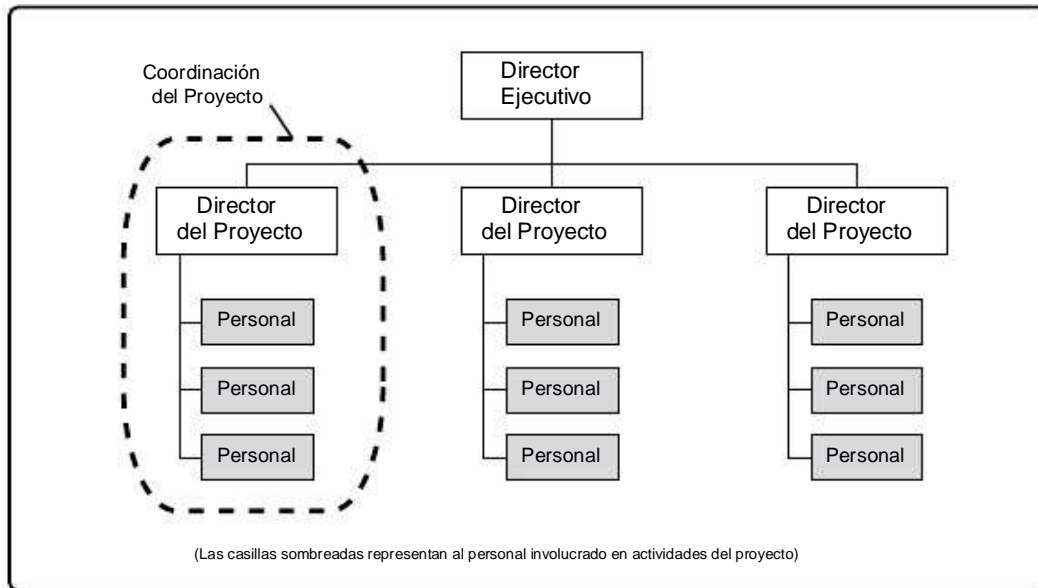 Coordinación
del Proyecto
Director
Ejecutivo
Director
del Proyecto
Director
del Proyecto
Director
del Proyecto
Personal
Personal
Personal
Personal
Personal
Personal
Personal
Personal
Personal
(Las casillas sombreadas representan al personal involucrado en actividades del proyecto)